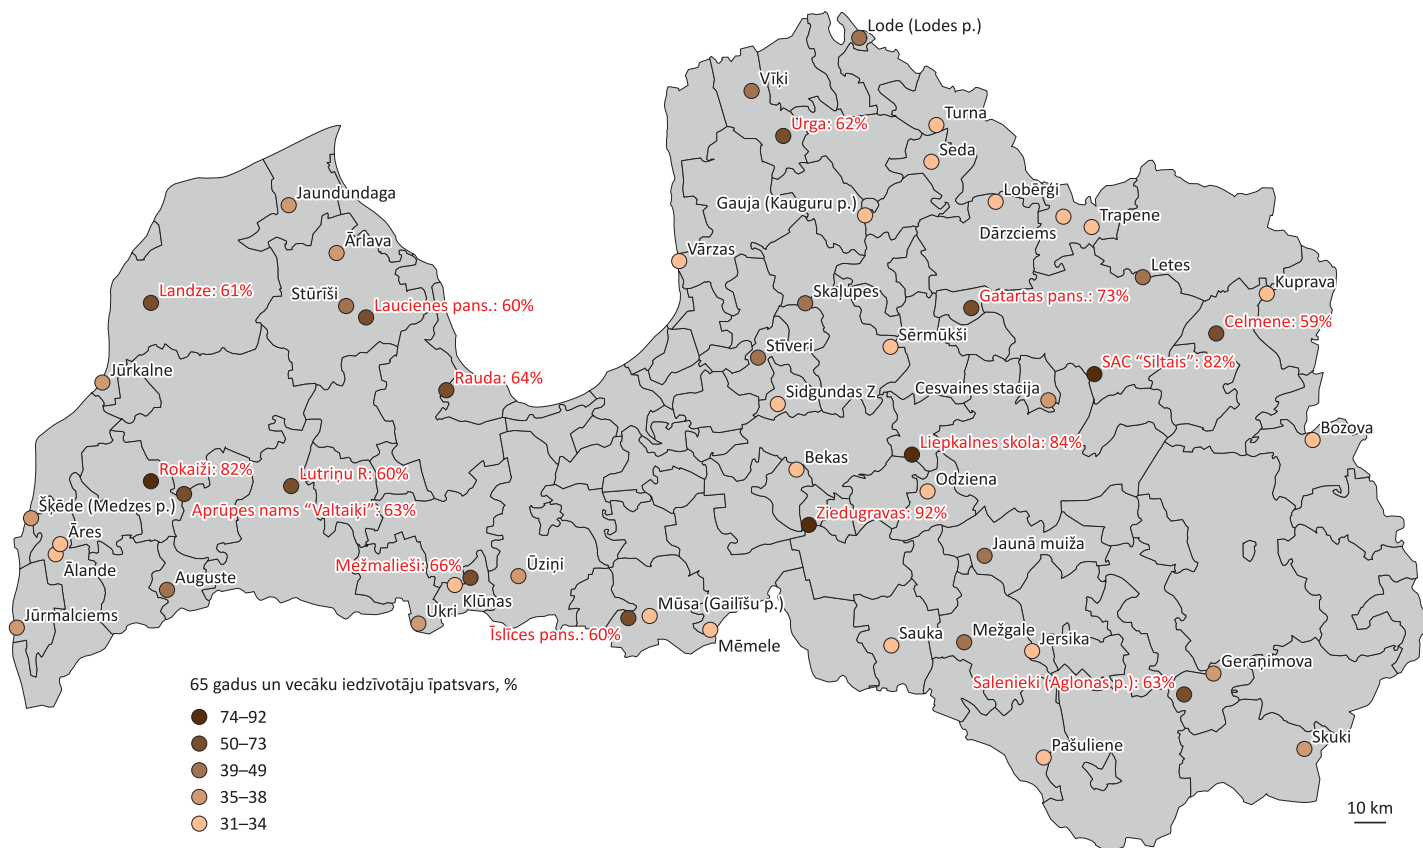 Lode (Lodes p.)
Vīķi
Urga: 62%
Turna
Seda
Jaundundaga
Lobērģi
Gauja (Kauguru p.)
Trapene
Dārzciems
Ārlava
Vārzas
Letes
Kuprava
Landze: 61%
Stūrīši
Laucienes pans.: 60%
Skaļupes
Gatartas pans.: 73%
Celmene: 59%
Sērmūkši
Stīveri
SAC “Siltais”: 82%
Jūrkalne
Rauda: 64%
Sidgundas Z
Cesvaines stacija
Bozova
Liepkalnes skola: 84%
Rokaiži: 82%
Lutriņu R: 60%
Bekas
Odziena
Šķēde (Medzes p.)
Aprūpes nams “Valtaiķi”: 63%
Ziedugravas: 92%
Āres
Jaunā muiža
Ālande
Mežmalieši: 66%
Ūziņi
Auguste
Klūnas
Jūrmalciems
Ukri
Mūsa (Gailīšu p.)
Īslīces pans.: 60%
Mēmele
Sauka
Mežgale
Jersika
Geraņimova
Salenieki (Aglonas p.): 63%
Skuki
Pašuliene
65 gadus un vecāku iedzīvotāju īpatsvars, %
74–92
50–73
39–49
35–38
31–34
10 km